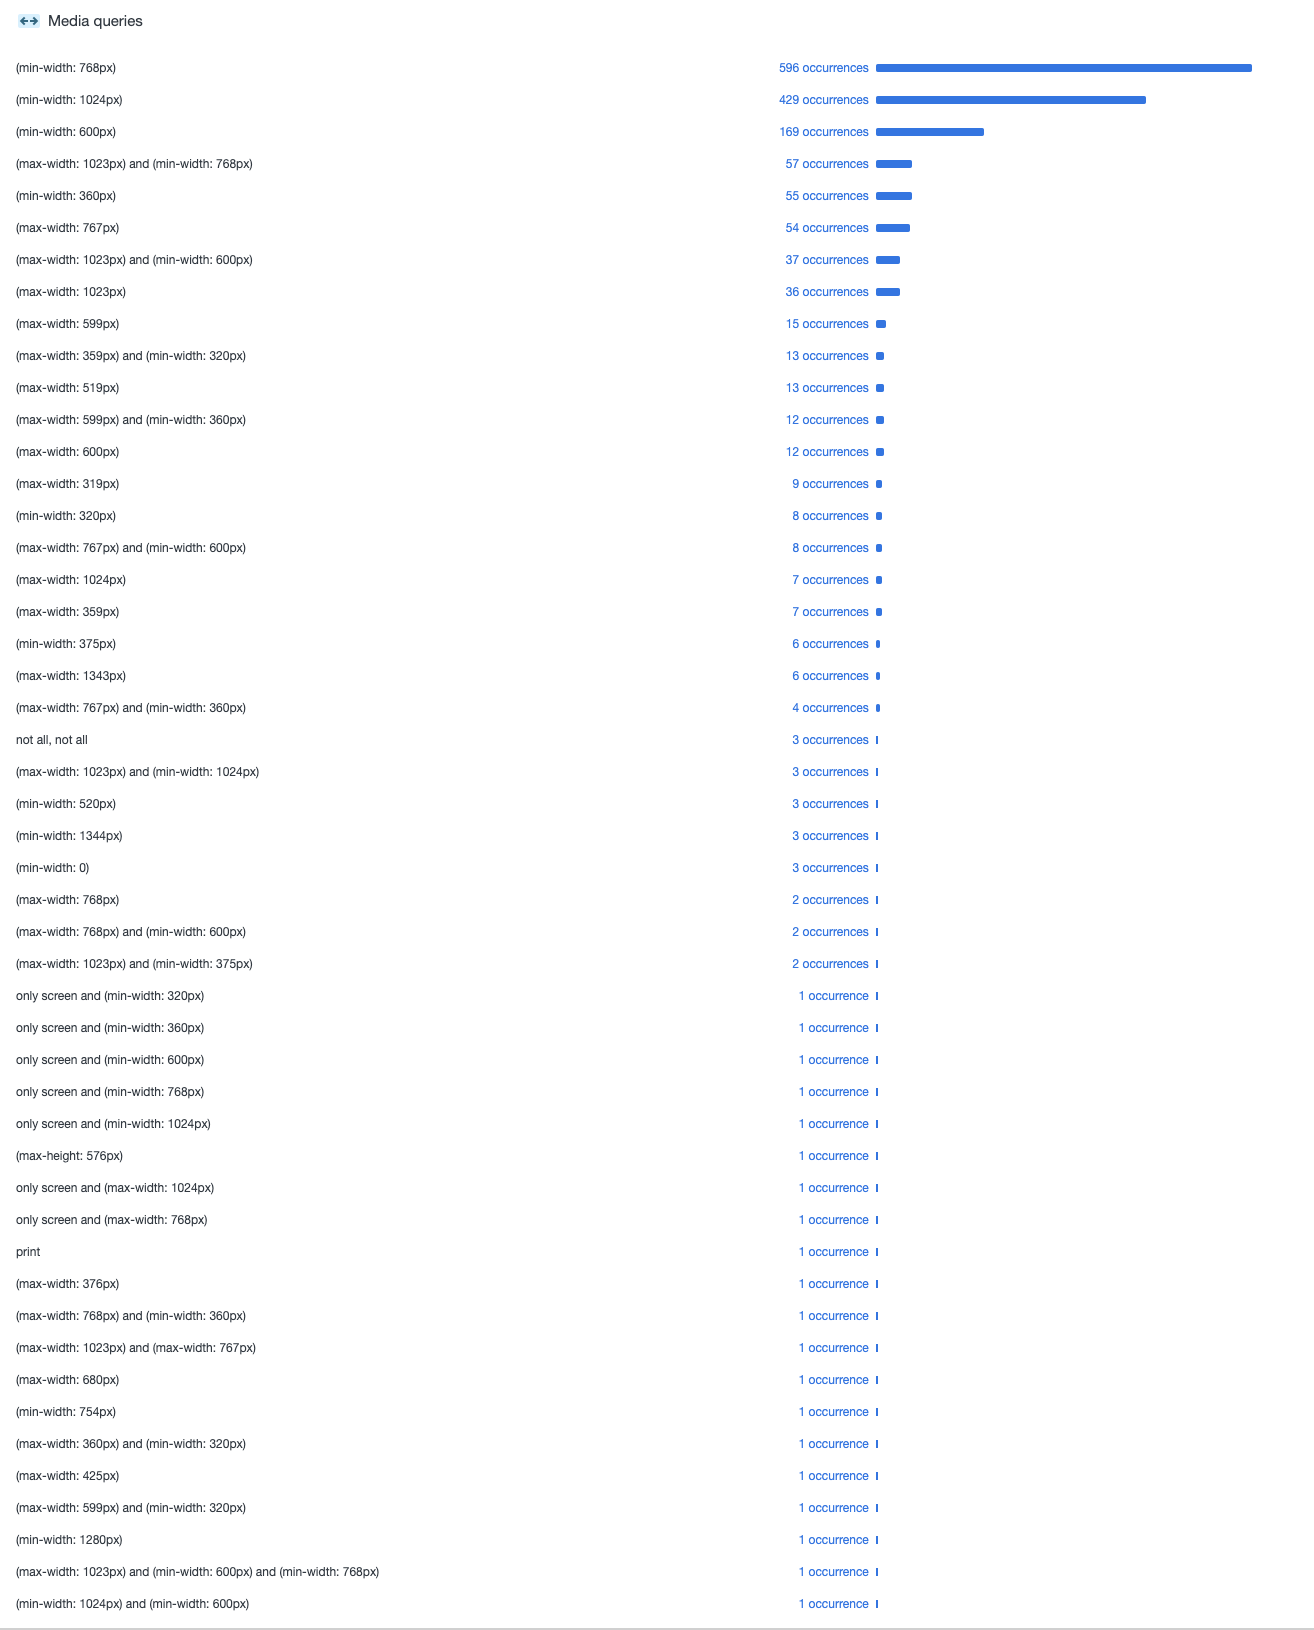 Media queries
(min-width: 768px) 596 occurrences
(min-width: 1024px) 429 occurrences
(min-width: 600px) 169 occurrences
(max-width: 1023px) and (min-width: 768px) 57 occurrences
(min-width: 360px) 55 occurrences
(max-width: 767px) 54 occurrences
(max-width: 1023px) and (min-width: 600px) 37 occurrences
(max-width: 1023px) 36 occurrences
(max-width: 599px) 15 occurrences
(max-width: 359px) and (min-width: 320px) 13 occurrences
(max-width: 519px) 13 occurrences
(max-width: 599px) and (min-width: 360px) 12 occurrences
(max-width: 600px) 12 occurrences
(max-width: 319px) 9 occurrences
(min-width: 320px) 8 occurrences
(max-width: 767px) and (min-width: 600px) 8 occurrences
(max-width: 1024px) 7 occurrences
(max-width: 359px) 7 occurrences
(min-width: 375px) 6 occurrences
(max-width: 1343px) 6 occurrences
(max-width: 767px) and (min-width: 360px) 4 occurrences
not all, not all 3 occurrences
(max-width: 1023px) and (min-width: 1024px) 3 occurrences
(min-width: 520px) 3 occurrences
(min-width: 1344px) 3 occurrences
(min-width: 0) 3 occurrences
(max-width: 768px) 2 occurrences
(max-width: 768px) and (min-width: 600px) 2 occurrences
(max-width: 1023px) and (min-width: 375px) 2 occurrences
only screen and (min-width: 320px) 1 occurrence
only screen and (min-width: 360px) 1 occurrence
only screen and (min-width: 600px) 1 occurrence
only screen and (min-width: 768px) 1 occurrence
only screen and (min-width: 1024px) 1 occurrence
(max-height: 576px) 1 occurrence
only screen and (max-width: 1024px) 1 occurrence
only screen and (max-width: 768px) 1 occurrence
print 1 occurrence
(max-width: 376px) 1 occurrence
(max-width: 768px) and (min-width: 360px) 1 occurrence
(max-width: 1023px) and (max-width: 767px) 1 occurrence
(max-width: 680px) 1 occurrence
(min-width: 754px) 1 occurrence
(max-width: 360px) and (min-width: 320px) 1 occurrence
(max-width: 425px) 1 occurrence
(max-width: 599px) and (min-width: 320px) 1 occurrence
(min-width: 1280px) 1 occurrence
(max-width: 1023px) and (min-width: 600px) and (min-width: 768px) 1 occurrence
(min-width: 1024px) and (min-width: 600px) 1 occurrence